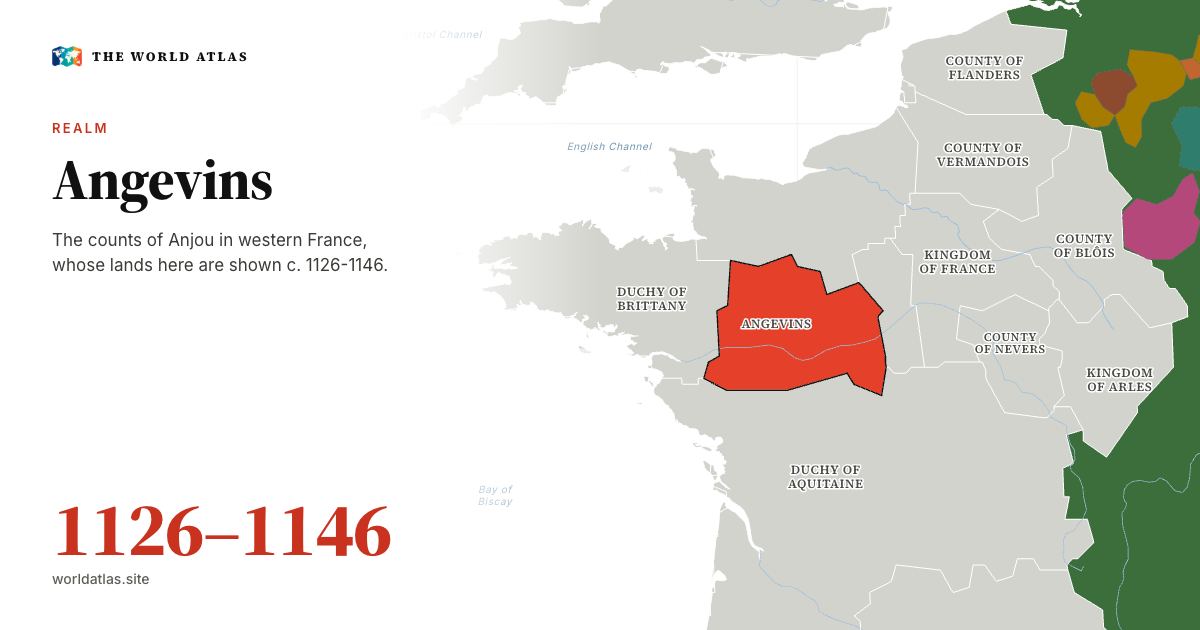 THE WORLD ATLAS
REALM
Angevins
The counts of Anjou in western France,
whose lands here are shown c. 1126-1146.
1126–1146
worldatlas.site
Channel
English Channel
Bay of
Biscay
COUNTY OF
FLANDERS
COUNTY OF
VERMANDOIS
KINGDOM
OF FRANCE
COUNTY
OF BLÔIS
DUCHY OF
BRITTANY
ANGEVINS
COUNTY
OF NEVERS
KINGDOM
OF ARLES
DUCHY OF
AQUITAINE